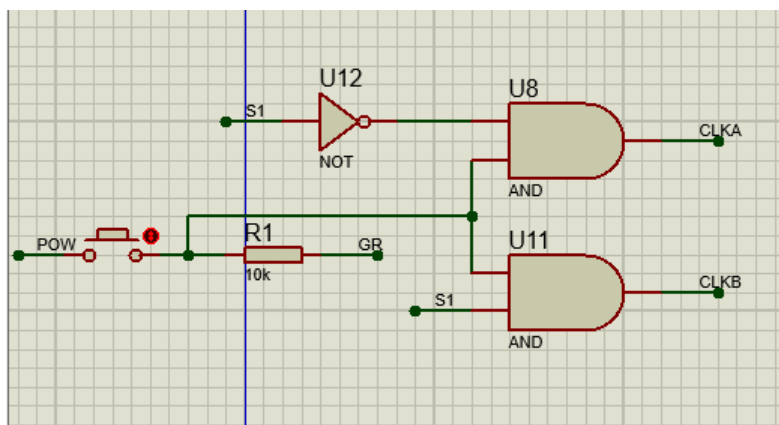 U12
S1
NOT
U8
CLKA
AND
POW
R1
10k
GR
U11
S1
CLKB
AND